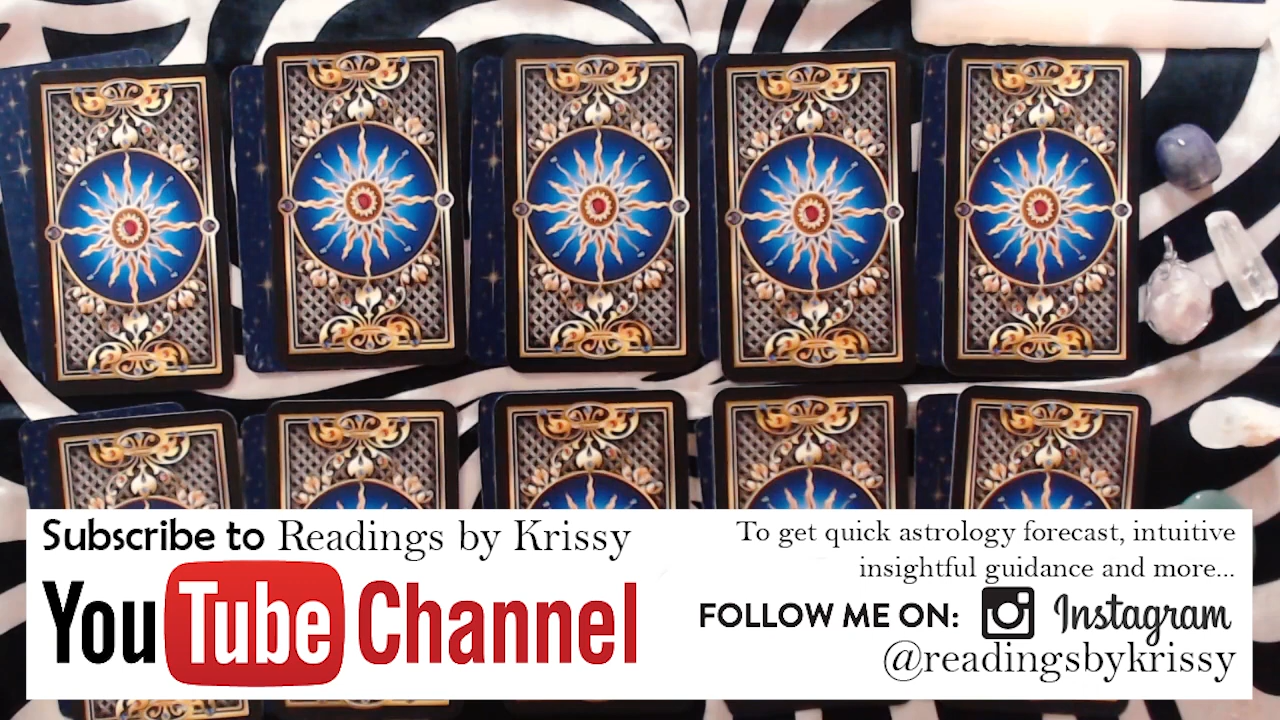 Subscribe to Readings by Krissy
YouTube Channel
To get quick astrology forecast, intuitive
insightful guidance and more...
FOLLOW ME ON: Instagram
@readingsbykrissy